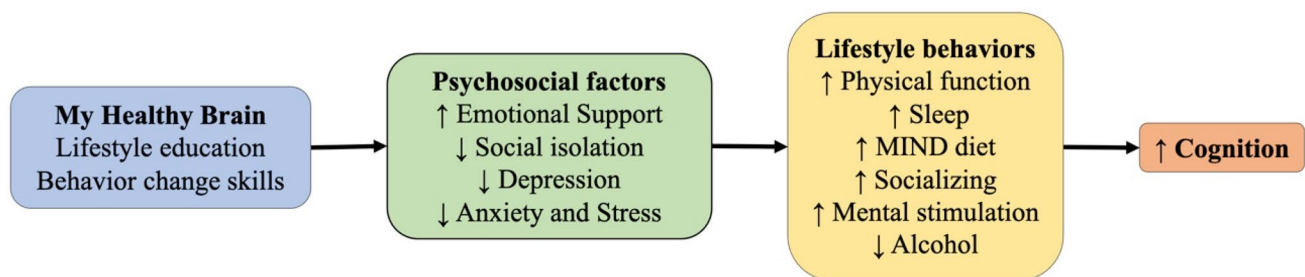 My Healthy Brain
Lifestyle education
Behavior change skills
Psychosocial factors
↑ Emotional Support
↓ Social isolation
↓ Depression
↓ Anxiety and Stress
Lifestyle behaviors
↑ Physical function
↑ Sleep
↑ MIND diet
↑ Socializing
↑ Mental stimulation
↓ Alcohol
↑ Cognition